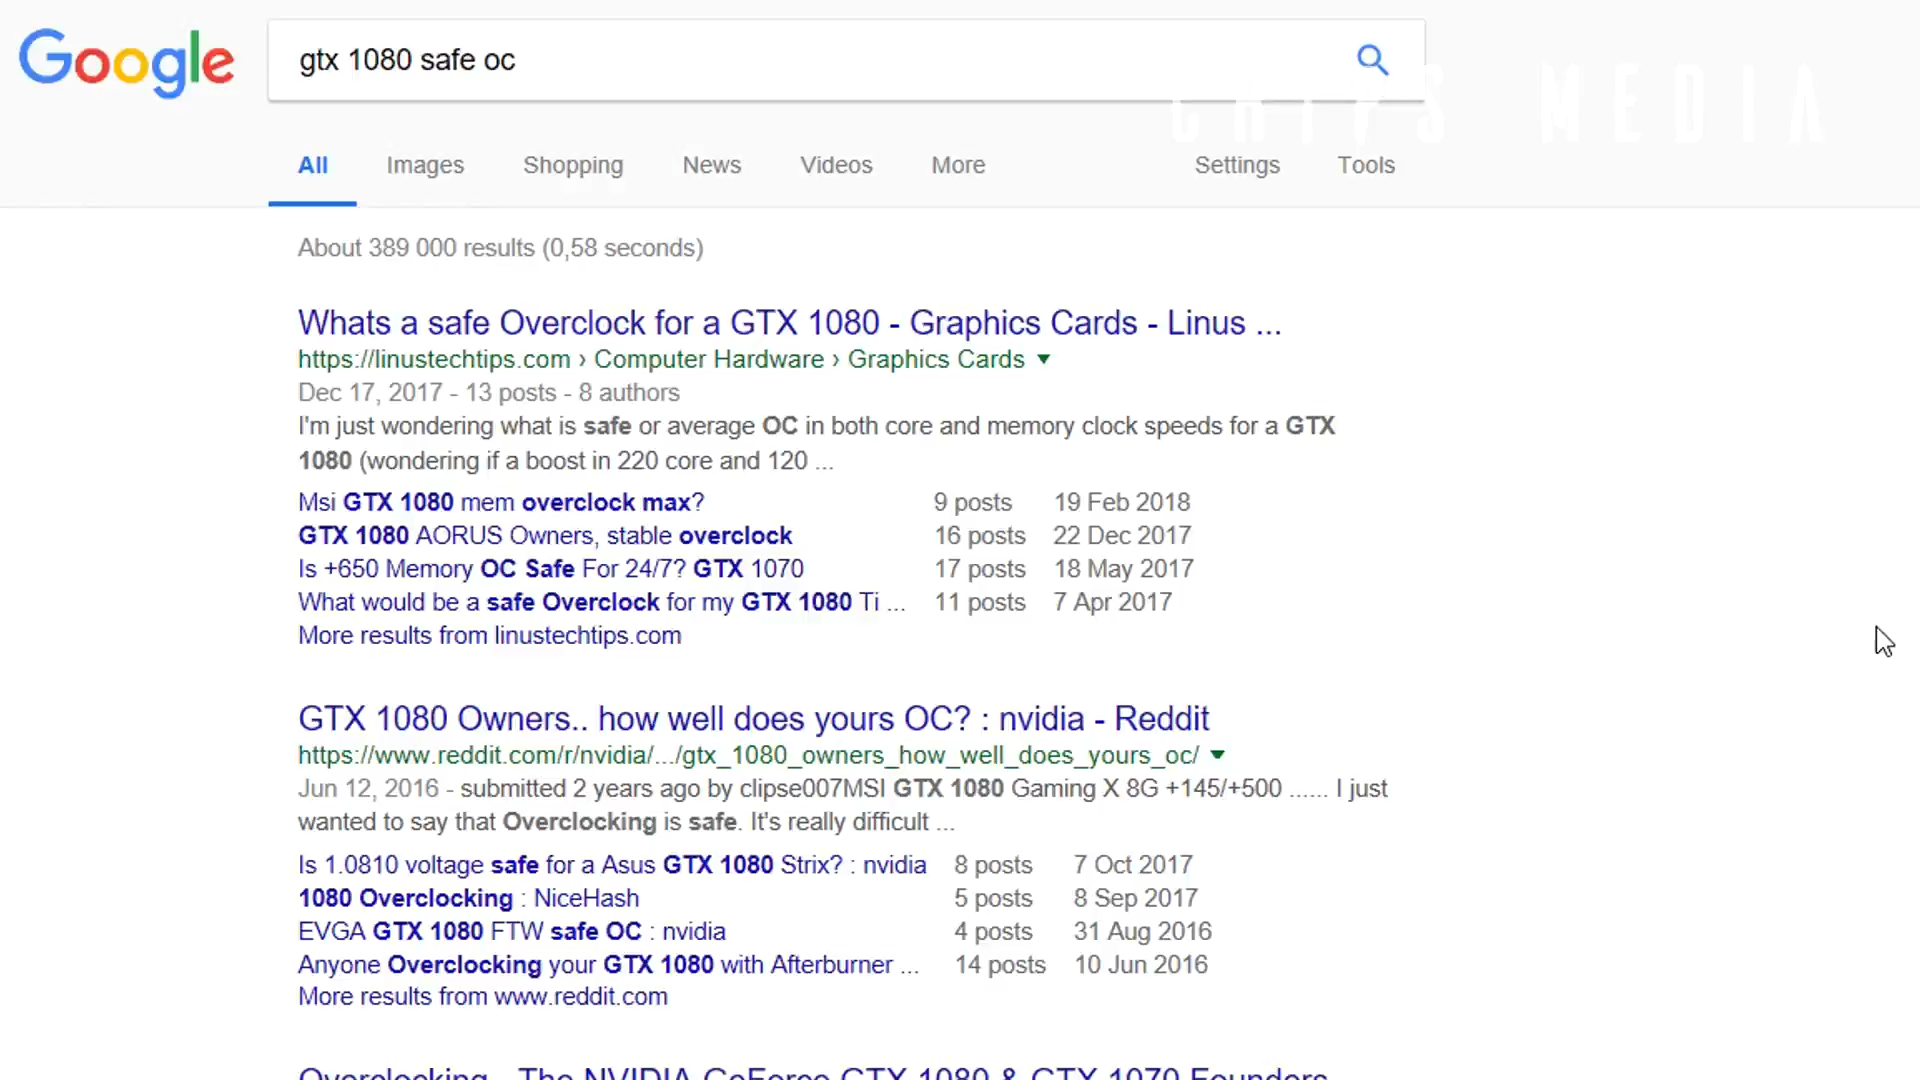 Google
gtx 1080 safe oc
CHIPS MEDIA
All Images Shopping News Videos More Settings Tools
About 389 000 results (0,58 seconds)
Whats a safe Overclock for a GTX 1080 - Graphics Cards - Linus ...
https://linustechtips.com › Computer Hardware › Graphics Cards
Dec 17, 2017 - 13 posts - 8 authors
I'm just wondering what is safe or average OC in both core and memory clock speeds for a GTX
1080 (wondering if a boost in 220 core and 120 ...
Msi GTX 1080 mem overclock max? 9 posts 19 Feb 2018
GTX 1080 AORUS Owners, stable overclock 16 posts 22 Dec 2017
Is +650 Memory OC Safe For 24/7? GTX 1070 17 posts 18 May 2017
What would be a safe Overclock for my GTX 1080 Ti ... 11 posts 7 Apr 2017
More results from linustechtips.com
GTX 1080 Owners.. how well does yours OC? : nvidia - Reddit
https://www.reddit.com/r/nvidia/.../gtx_1080_owners_how_well_does_yours_oc/
Jun 12, 2016 - submitted 2 years ago by clipse007MSI GTX 1080 Gaming X 8G +145/+500 ...... I just
wanted to say that Overclocking is safe. It's really difficult ...
Is 1.0810 voltage safe for a Asus GTX 1080 Strix? : nvidia 8 posts 7 Oct 2017
1080 Overclocking : NiceHash 5 posts 8 Sep 2017
EVGA GTX 1080 FTW safe OC : nvidia 4 posts 31 Aug 2016
Anyone Overclocking your GTX 1080 with Afterburner ... 14 posts 10 Jun 2016
More results from www.reddit.com
Overclocking - The NVIDIA GeForce GTX 1080 & GTX 1070 Founders